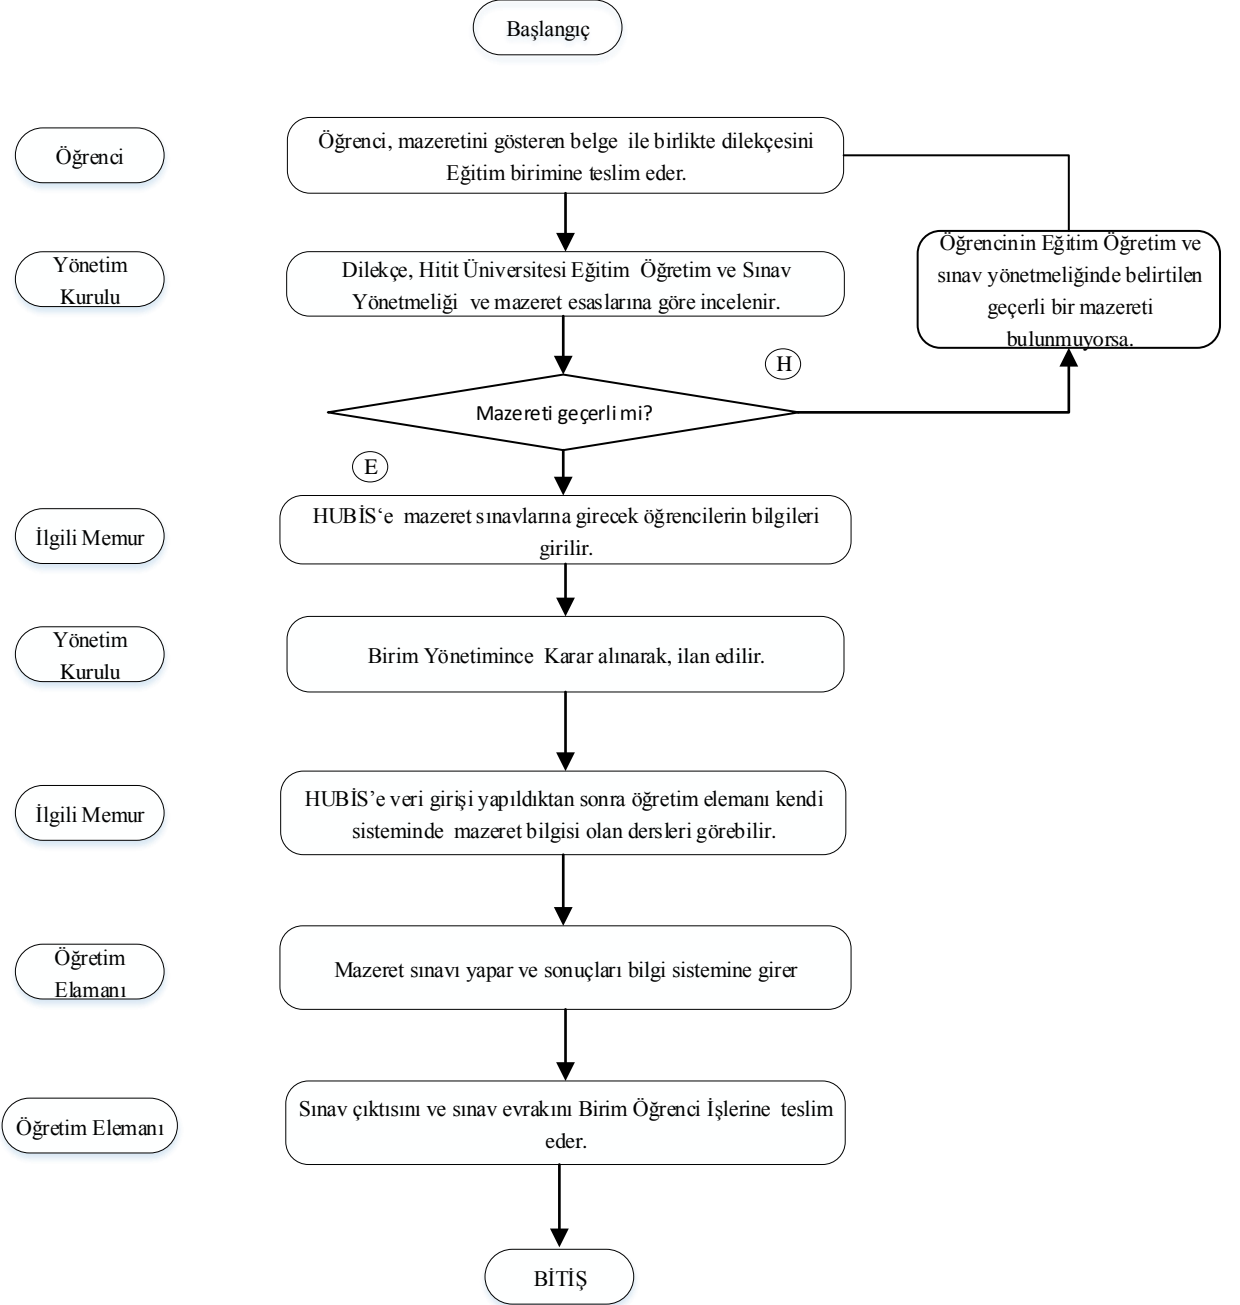 Başlangıç
Öğrenci
Öğrenci, mazeretini gösteren belge ile birlikte dilekçesini
Eğitim birimine teslim eder.
Yönetim
Kurulu
Dilekçe, Hitit Üniversitesi Eğitim Öğretim ve Sınav
Yönetmeliği ve mazeret esaslarına göre incelenir.
Öğrencinin Eğitim Öğretim ve
sınav yönetmeliğinde belirtilen
geçerli bir mazereti
bulunmuyorsa.
H
Mazereti geçerli mi?
E
İlgili Memur
HUBİS‘e mazeret sınavlarına girecek öğrencilerin bilgileri
girilir.
Yönetim
Kurulu
Birim Yönetimince Karar alınarak, ilan edilir.
İlgili Memur
HUBİS’e veri girişi yapıldıktan sonra öğretim elemanı kendi
sisteminde mazeret bilgisi olan dersleri görebilir.
Öğretim
Elamanı
Mazeret sınavı yapar ve sonuçları bilgi sistemine girer
Öğretim Elemanı
Sınav çıktısını ve sınav evrakını Birim Öğrenci İşlerine teslim
eder.
BİTİŞ